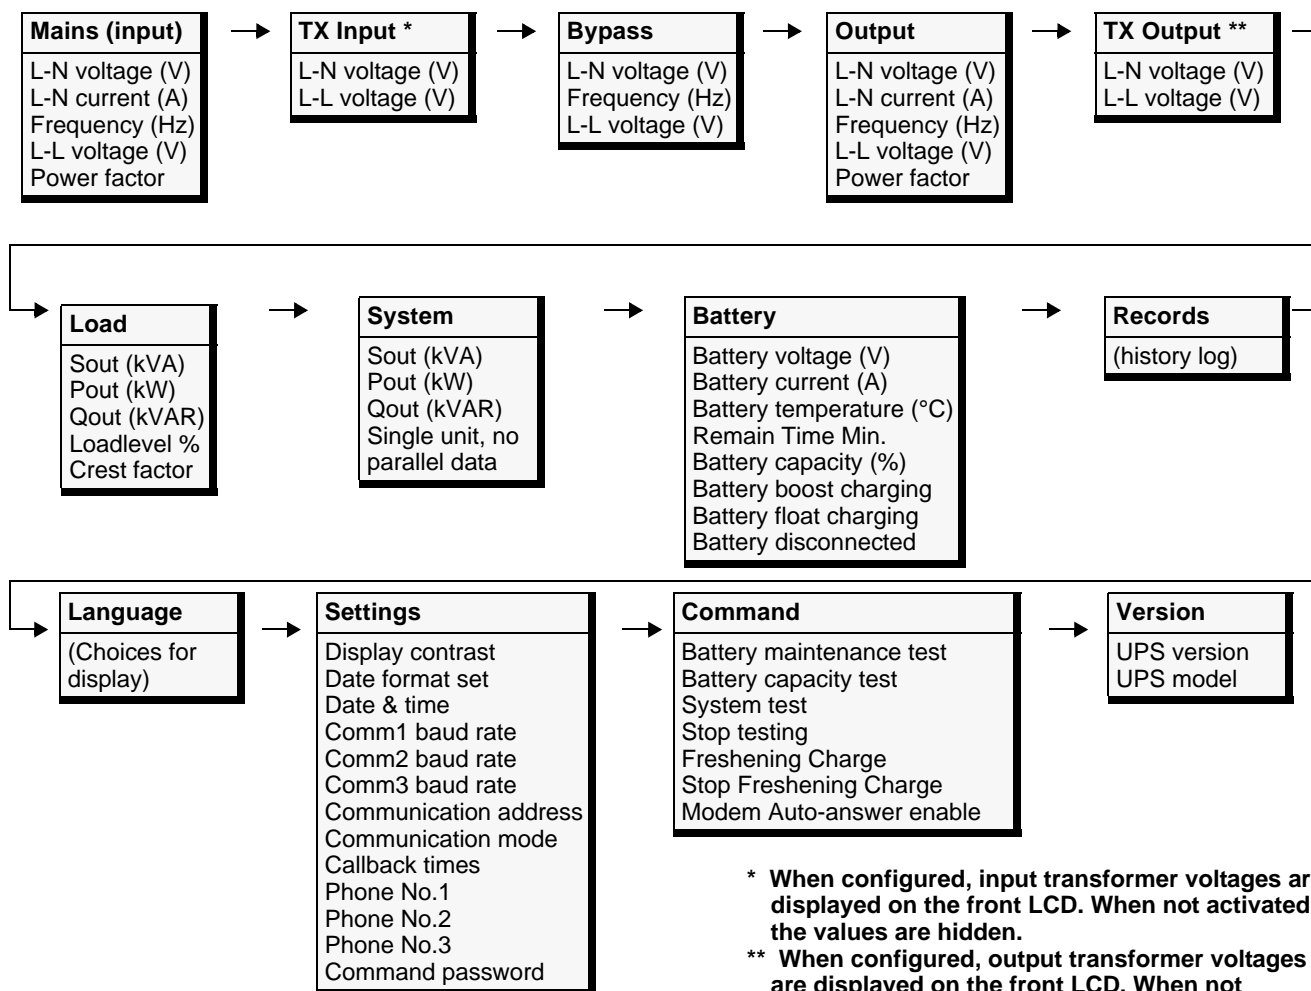 Mains (input)
L-N voltage (V)
L-N current (A)
Frequency (Hz)
L-L voltage (V)
Power factor
TX Input *
L-N voltage (V)
L-L voltage (V)
Bypass
L-N voltage (V)
Frequency (Hz)
L-L voltage (V)
Output
L-N voltage (V)
L-N current (A)
Frequency (Hz)
L-L voltage (V)
Power factor
TX Output **
L-N voltage (V)
L-L voltage (V)
Load
Sout (kVA)
Pout (kW)
Qout (kVAR)
Loadlevel %
Crest factor
System
Sout (kVA)
Pout (kW)
Qout (kVAR)
Single unit, no
parallel data
Battery
Battery voltage (V)
Battery current (A)
Battery temperature (°C)
Remain Time Min.
Battery capacity (%)
Battery boost charging
Battery float charging
Battery disconnected
Records
(history log)
Language
(Choices for
display)
Settings
Display contrast
Date format set
Date & time
Comm1 baud rate
Comm2 baud rate
Comm3 baud rate
Communication address
Communication mode
Callback times
Phone No.1
Phone No.2
Phone No.3
Command password
Command
Battery maintenance test
Battery capacity test
System test
Stop testing
Freshening Charge
Stop Freshening Charge
Modem Auto-answer enable
Version
UPS version
UPS model
* When configured, input transformer voltages ar
displayed on the front LCD. When not activated
the values are hidden.
** When configured, output transformer voltages
are displayed on the front LCD. When not